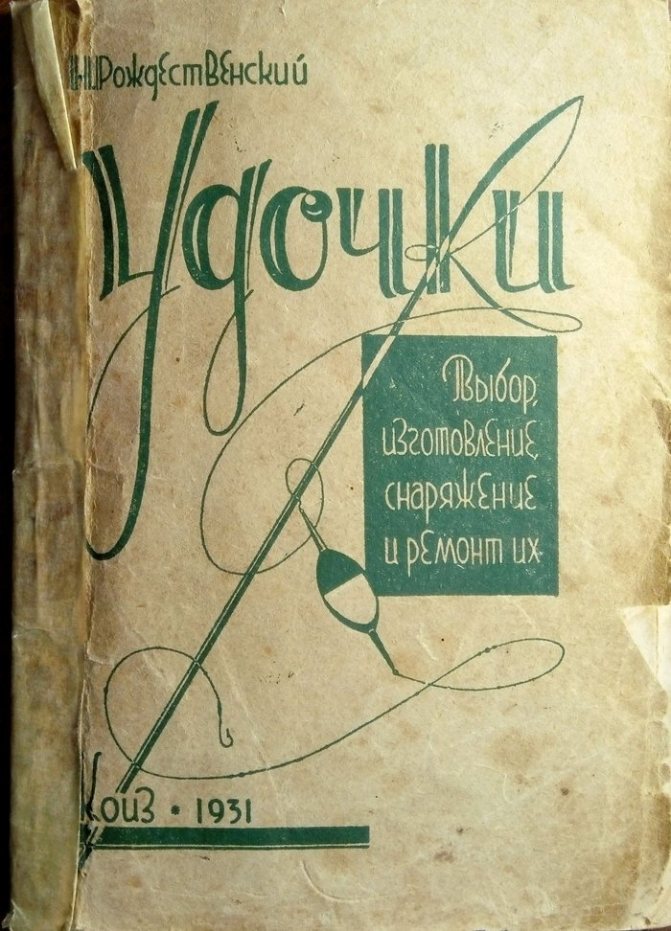 Рождественский
Удочки
Выбор,
изготовление,
снаряжение
и ремонт их
Коиз • 1931